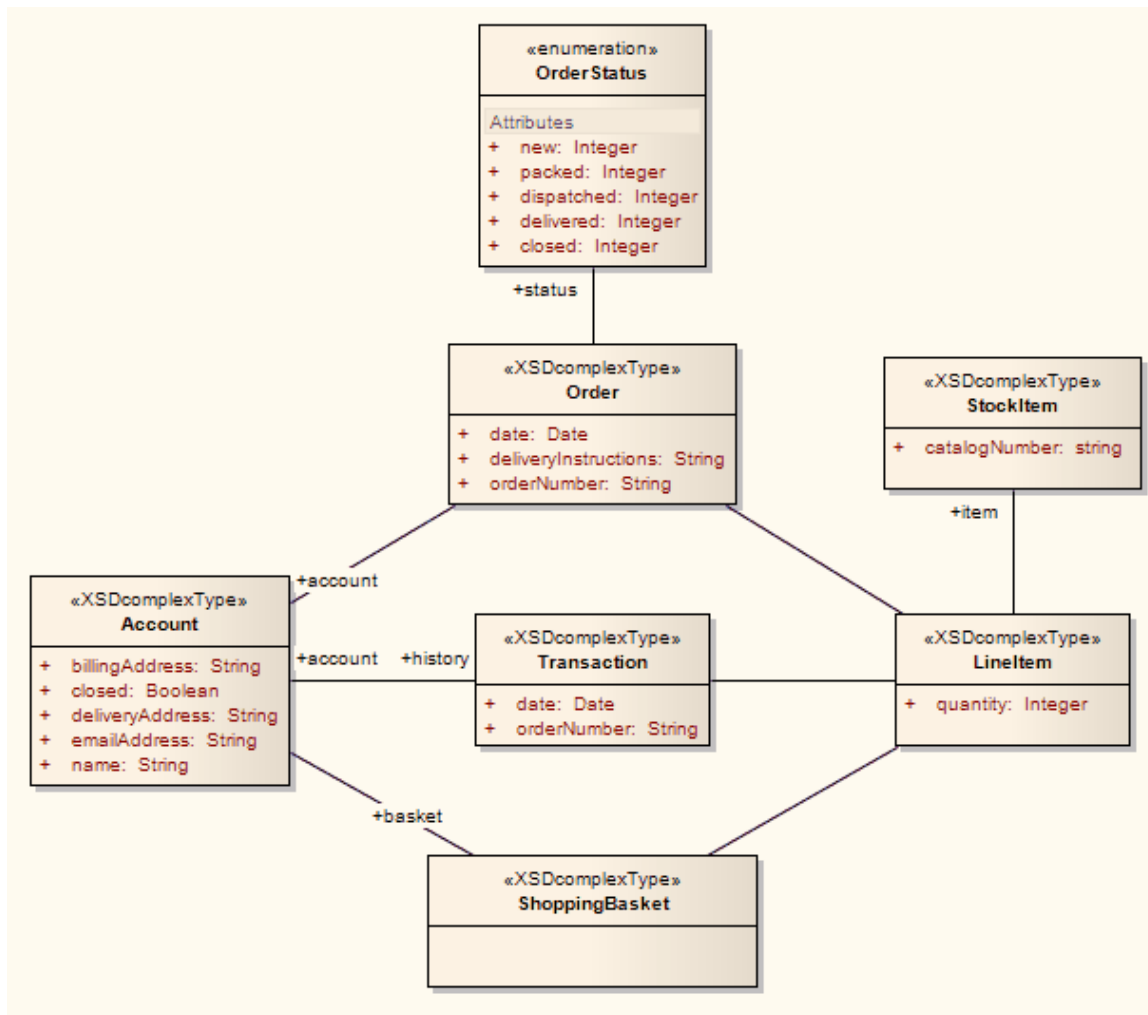 «enumeration»
OrderStatus
Attributes
+ new: Integer
+ packed: Integer
+ dispatched: Integer
+ delivered: Integer
+ closed: Integer
+status
«XSDcomplexType»
Order
+ date: Date
+ deliveryInstructions: String
+ orderNumber: String
«XSDcomplexType»
StockItem
+ catalogNumber: string
+item
+account
«XSDcomplexType»
Account
+ billingAddress: String
+ closed: Boolean
+ deliveryAddress: String
+ emailAddress: String
+ name: String
+account
+history
«XSDcomplexType»
Transaction
+ date: Date
+ orderNumber: String
«XSDcomplexType»
LineItem
+ quantity: Integer
+basket
«XSDcomplexType»
ShoppingBasket